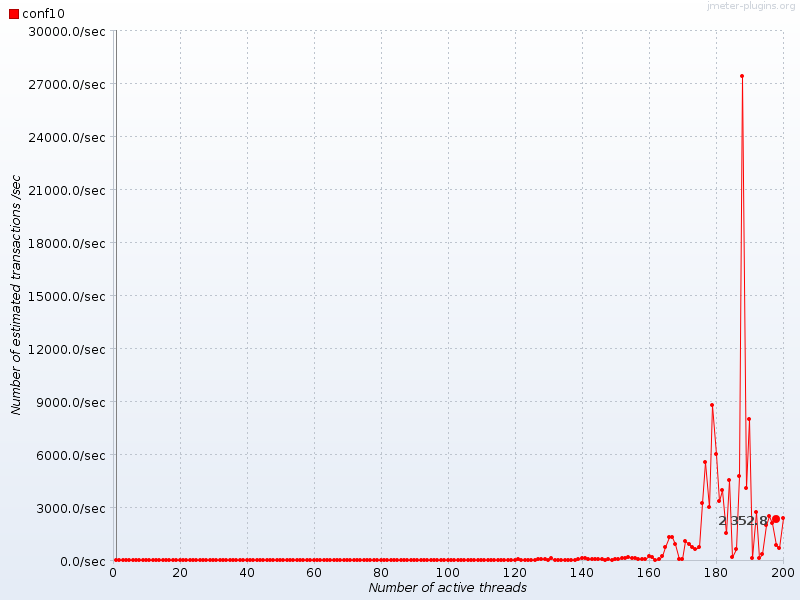 jmeter-plugins.org
conf10
30000.0/sec
27000.0/sec
24000.0/sec
21000.0/sec
18000.0/sec
15000.0/sec
12000.0/sec
9000.0/sec
6000.0/sec
3000.0/sec
0.0/sec
Number of estimated transactions /sec
2 352,8
0 20 40 60 80 100 120 140 160 180 200
Number of active threads